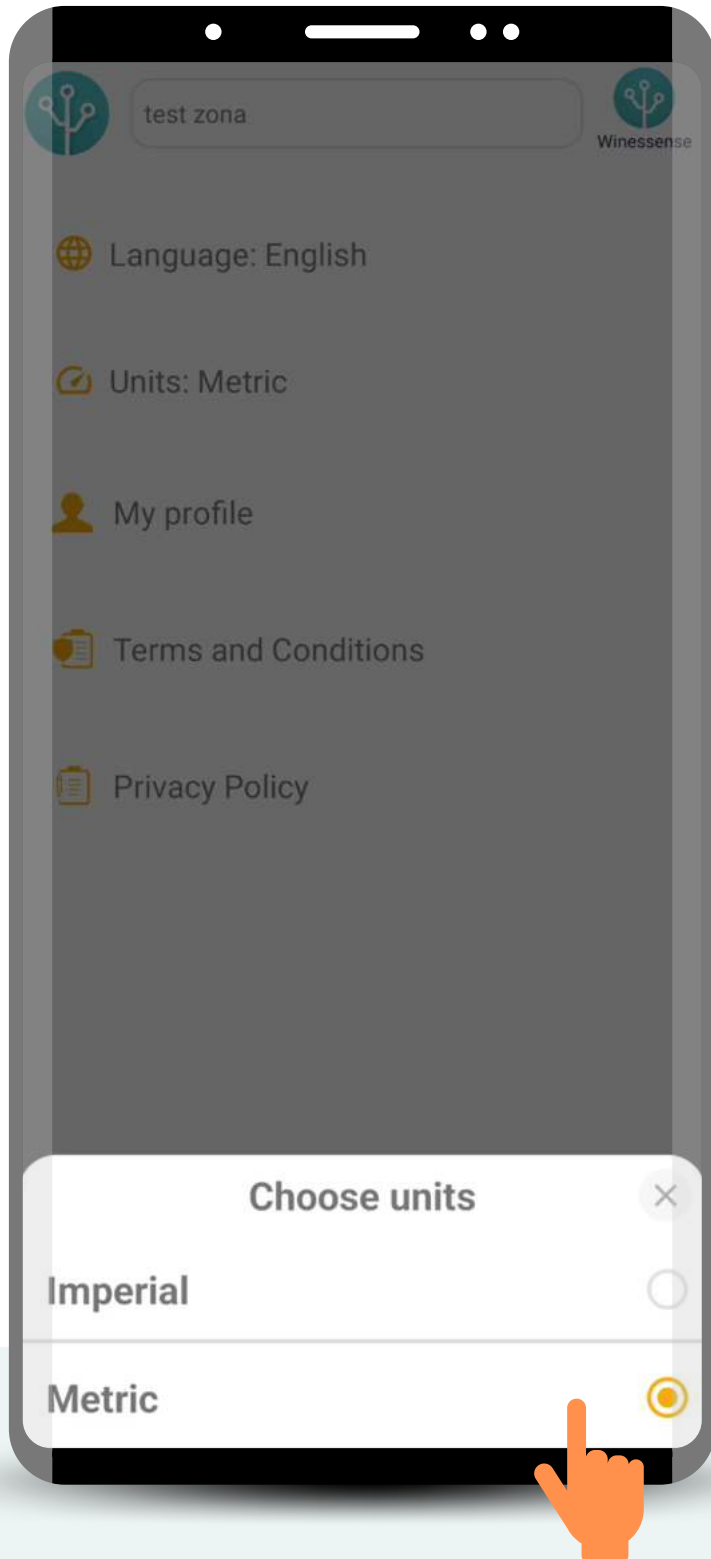 test zona
Winessense
Language: English
Units: Metric
My profile
Terms and Conditions
Privacy Policy
Choose units
Imperial
Metric